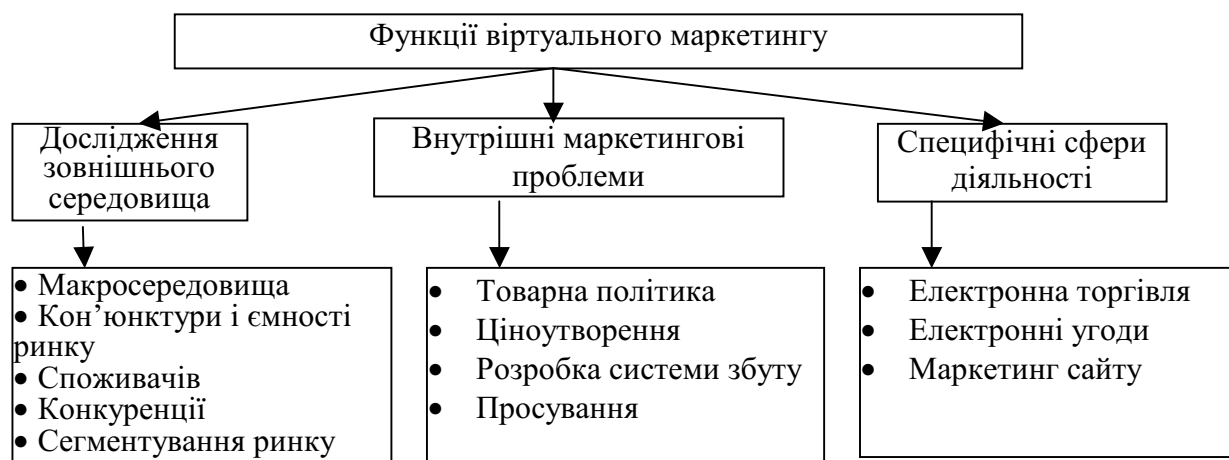 Функції віртуального маркетингу
Дослідження
зовнішнього
середовища
Внутрішні маркетингові
проблеми
Специфічні сфери
діяльності
• Макросередовища
• Кон’юнктури і ємності
ринку
• Споживачів
• Конкуренції
• Сегментування ринку
• Товарна політика
• Ціноутворення
• Розробка системи збуту
• Просування
• Електронна торгівля
• Електронні угоди
• Маркетинг сайту